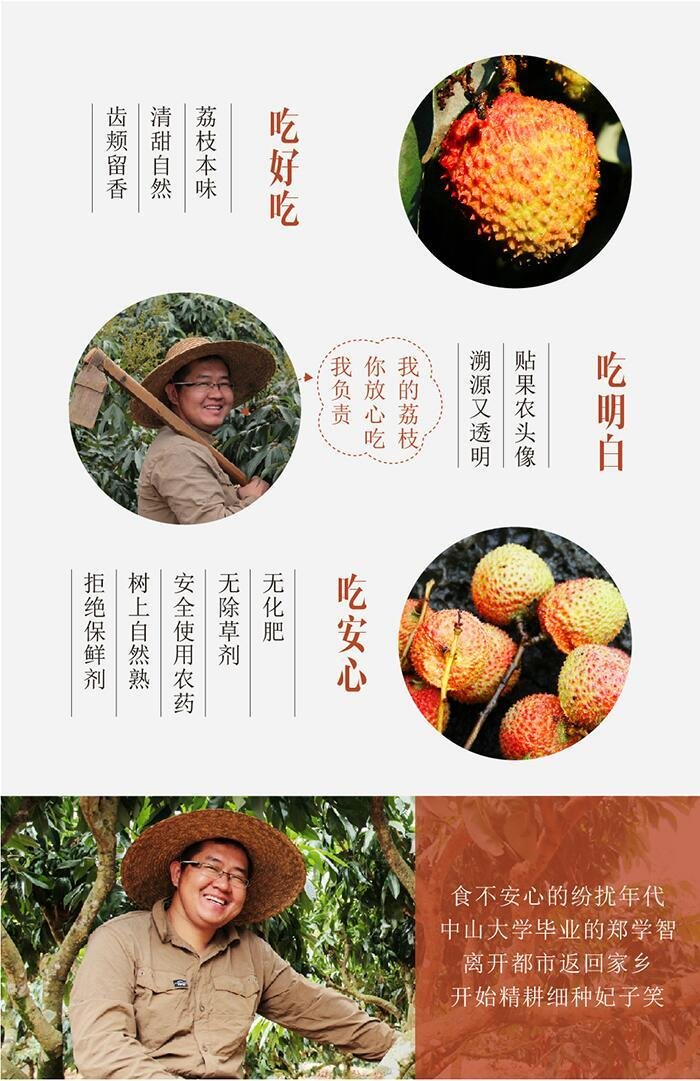 吃好吃
荔枝本味
清甜自然
齿颊留香
吃明白
贴果农头像
溯源又透明
我的荔枝
你放心吃
我负责
吃安心
无化肥
无除草剂
安全使用农药
树上自然熟
拒绝保鲜剂
食不安心的纷扰年代
中山大学毕业的郑学智
离开都市返回家乡
开始精耕细种妃子笑